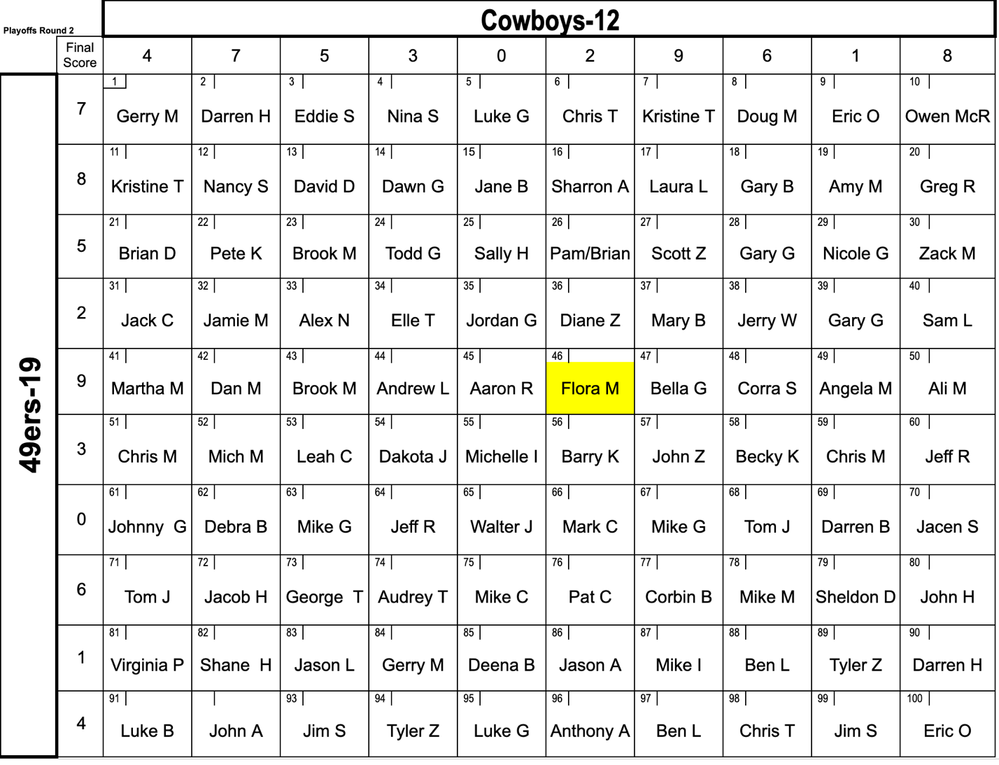 Cowboys-12
Playoffs Round 2
Final Score 4 7 5 3 0 2 9 6 1 8
49ers-19
1 2 3 4 5 6 7 8 9 10
7 Gerry M Darren H Eddie S Nina S Luke G Chris T Kristine T Doug M Eric O Owen McR
11 12 13 14 15 16 17 18 19 20
8 Kristine T Nancy S David D Dawn G Jane B Sharron A Laura L Gary B Amy M Greg R
21 22 23 24 25 26 27 28 29 30
5 Brian D Pete K Brook M Todd G Sally H Pam/Brian Scott Z Gary G Nicole G Zack M
31 32 33 34 35 36 37 38 39 40
2 Jack C Jamie M Alex N Elle T Jordan G Diane Z Mary B Jerry W Gary G Sam L
41 42 43 44 45 46 47 48 49 50
9 Martha M Dan M Brook M Andrew L Aaron R Flora M Bella G Corra S Angela M Ali M
51 52 53 54 55 56 57 58 59 60
3 Chris M Mich M Leah C Dakota J Michelle I Barry K John Z Becky K Chris M Jeff R
61 62 63 64 65 66 67 68 69 70
0 Johnny G Debra B Mike G Jeff R Walter J Mark C Mike G Tom J Darren B Jacen S
71 72 73 74 75 76 77 78 79 80
6 Tom J Jacob H George T Audrey T Mike C Pat C Corbin B Mike M Sheldon D John H
81 82 83 84 85 86 87 88 89 90
1 Virginia P Shane H Jason L Gerry M Deena B Jason A Mike I Ben L Tyler Z Darren H
91 93 94 95 96 97 98 99 100
4 Luke B John A Jim S Tyler Z Luke G Anthony A Ben L Chris T Jim S Eric O